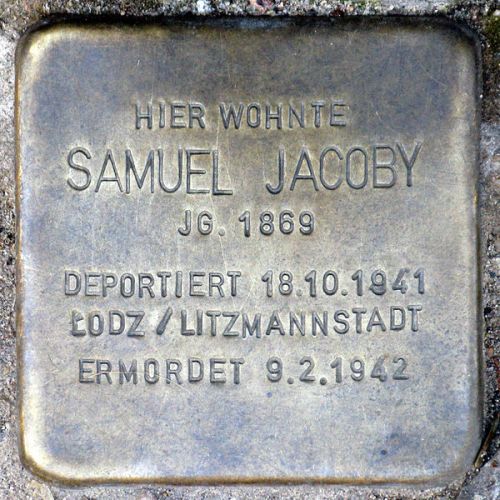 HIER WOHNTE
SAMUEL JACOBY
JG. 1869
DEPORTIERT 18.10.1941
ŁODZ / LITZMANNSTADT
ERMORDET 9.2.1942